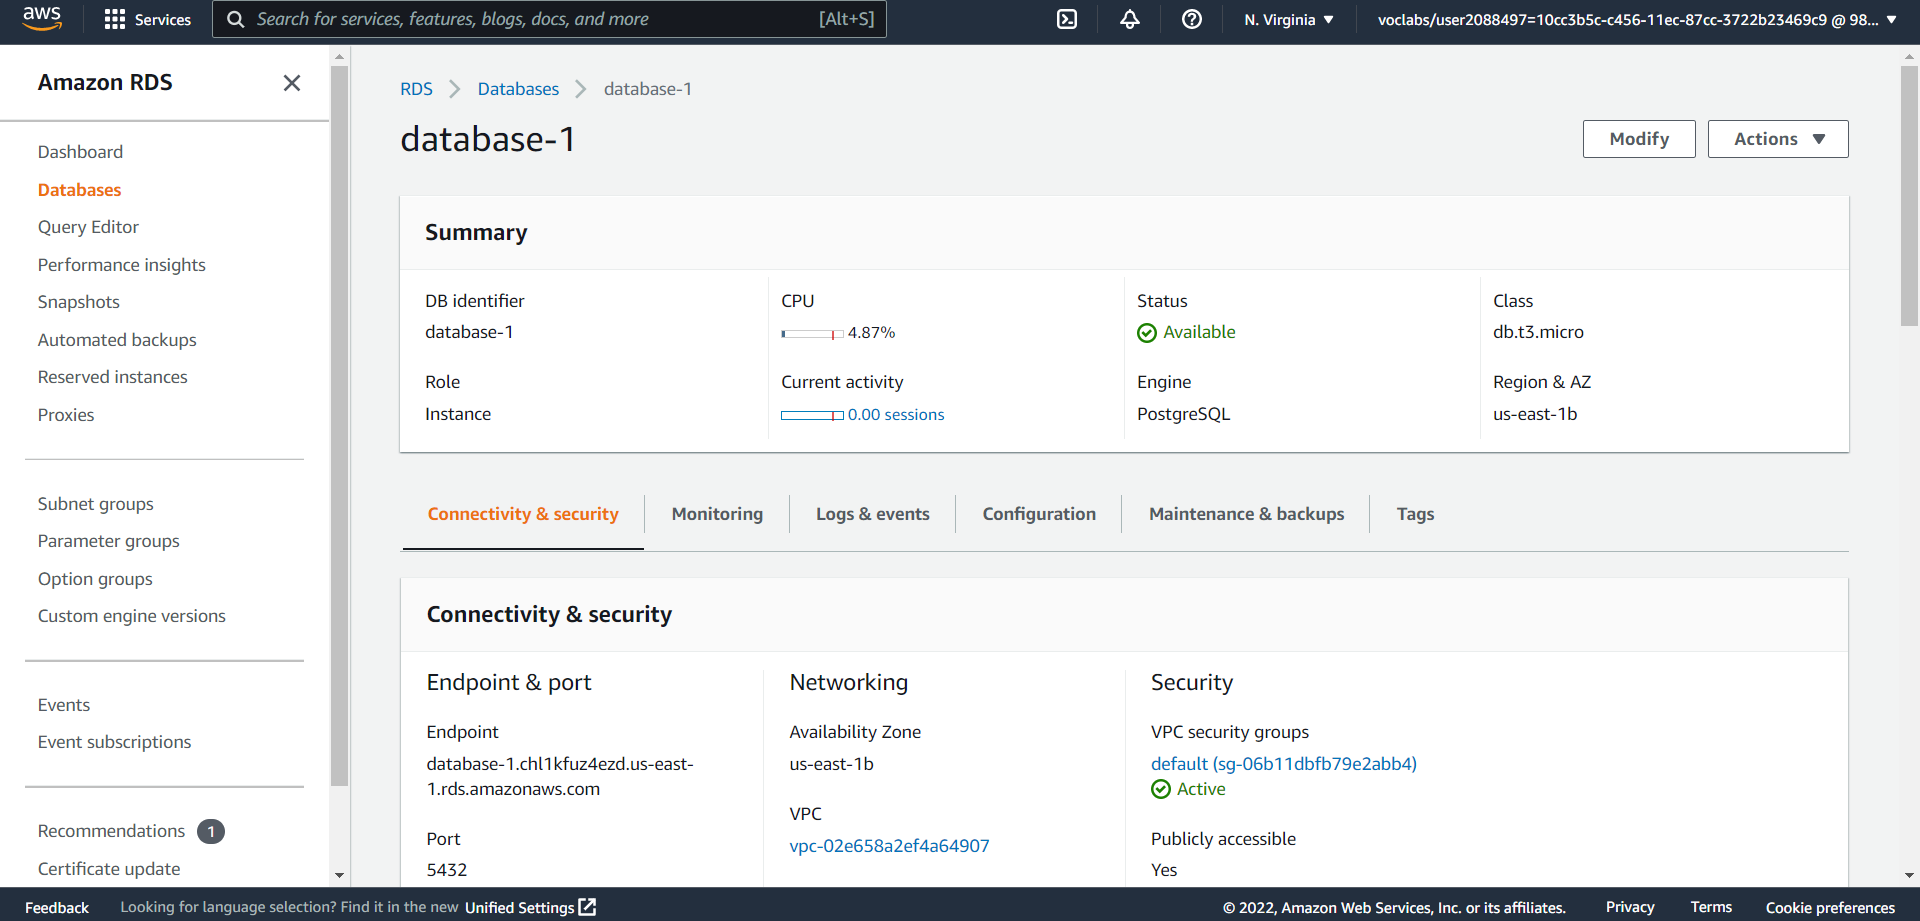 aws
Services
Search for services, features, blogs, docs, and more
[Alt+S]
N. Virginia
voclabs/user2088497=10cc3b5c-c456-11ec-87cc-3722b23469c9 @ 98...
Amazon RDS
Dashboard
Databases
Query Editor
Performance insights
Snapshots
Automated backups
Reserved instances
Proxies
Subnet groups
Parameter groups
Option groups
Custom engine versions
Events
Event subscriptions
Recommendations 1
Certificate update
RDS
Databases
database-1
database-1
Modify
Actions
Summary
DB identifier
database-1
CPU
4.87%
Status
Available
Class
db.t3.micro
Role
Instance
Current activity
0.00 sessions
Engine
PostgreSQL
Region & AZ
us-east-1b
Connectivity & security
Monitoring
Logs & events
Configuration
Maintenance & backups
Tags
Connectivity & security
Endpoint & port
Endpoint
database-1.chl1kfuz4ezd.us-east-
1.rds.amazonaws.com
Port
5432
Networking
Availability Zone
us-east-1b
VPC
vpc-02e658a2ef4a64907
Security
VPC security groups
default (sg-06b11dbfb79e2abb4)
Active
Publicly accessible
Yes
Feedback
Looking for language selection? Find it in the new Unified Settings
© 2022, Amazon Web Services, Inc. or its affiliates.
Privacy
Terms
Cookie preferences